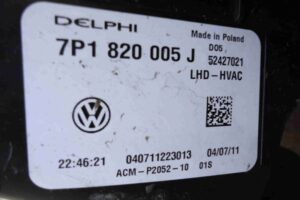 DELPHI
Made in Poland
7P1 820 005 J
D05
52427021
LHD-HVAC
22:46:21 040711223013 04/07/11
ACM-P2052-10 01S